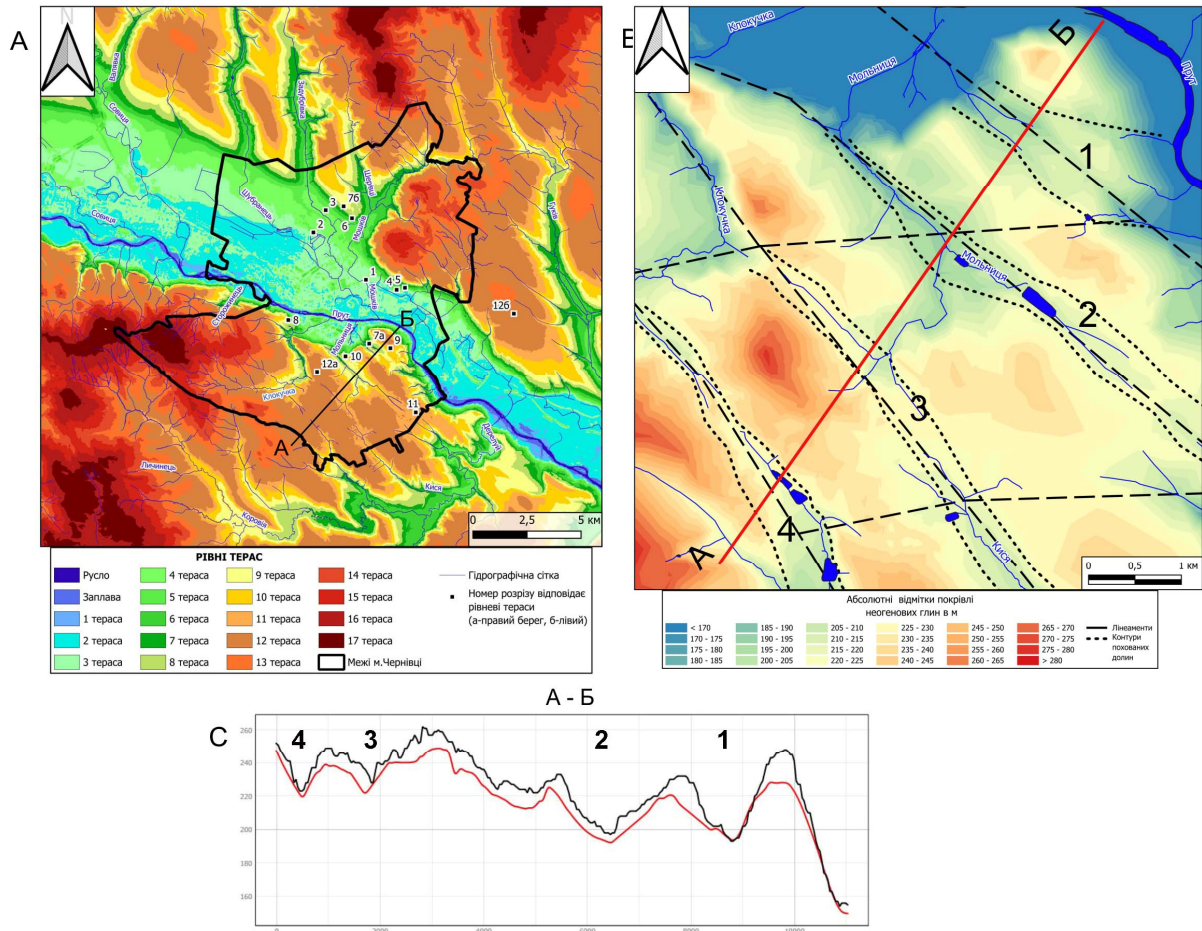 А
N
Валявка
Совиця
Задубрівка
Шубранець
Шеровці
Мошків
Гуків
3
7б
6
2
Совиця
1
4
5
Мошків
12б
Сторожинець
Прут
8
Б
Мольниця
7а
9
10
12а
Клокучка
11
А
Дерелуй
Кися
Личинець
Коровія
0 2,5 5 км
РІВНІ ТЕРАС
Русло
Заплава
1 тераса
2 тераса
3 тераса
4 тераса
5 тераса
6 тераса
7 тераса
8 тераса
9 тераса
10 тераса
11 тераса
12 тераса
13 тераса
14 тераса
15 тераса
16 тераса
17 тераса
Гідрографічна сітка
Номер розрізу відповідає
рівневі тераси
(а-правий берег, б-лівий)
Межі м.Чернівці
Клокучка
Мольниця
Б
Прут
1
Клокучка
Мольниця
2
3
4
А
Кися
0 0,5 1 км
Абсолютні відмітки покрівлі
неогенових глин в м
< 170
170 - 175
175 - 180
180 - 185
185 - 190
190 - 195
195 - 200
200 - 205
205 - 210
210 - 215
215 - 220
220 - 225
225 - 230
230 - 235
235 - 240
240 - 245
245 - 250
250 - 255
255 - 260
260 - 265
265 - 270
270 - 275
275 - 280
> 280
Лінеаменти
Контури
похованих
долин
А - Б
С
260
240
220
200
180
160
4
3
2
1
0